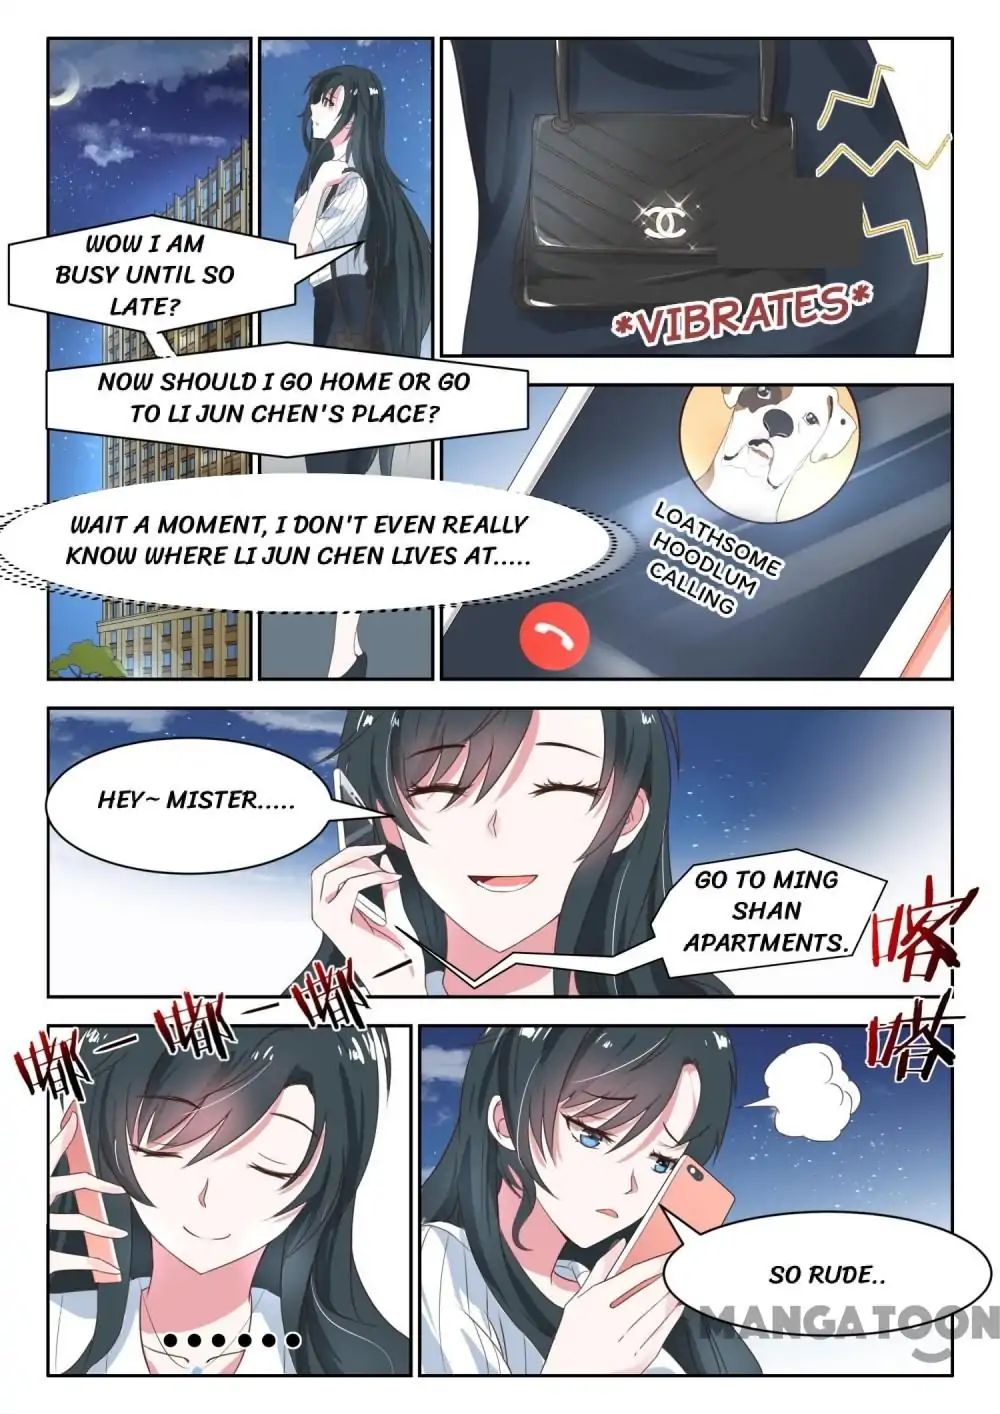 WOW I AM
BUSY UNTIL SO
LATE?
NOW SHOULD I GO HOME OR GO
TO LI JUN CHEN'S PLACE?
WAIT A MOMENT, I DON'T EVEN REALLY
KNOW WHERE LI JUN CHEN LIVES AT.....
*VIBRATES*
LOATHSOME
HOODLUM
CALLING
HEY~ MISTER.....
GO TO MING
SHAN
APARTMENTS.
喀
嗒
嘟—嘟—嘟—
......
SO RUDE..
MANGATOON